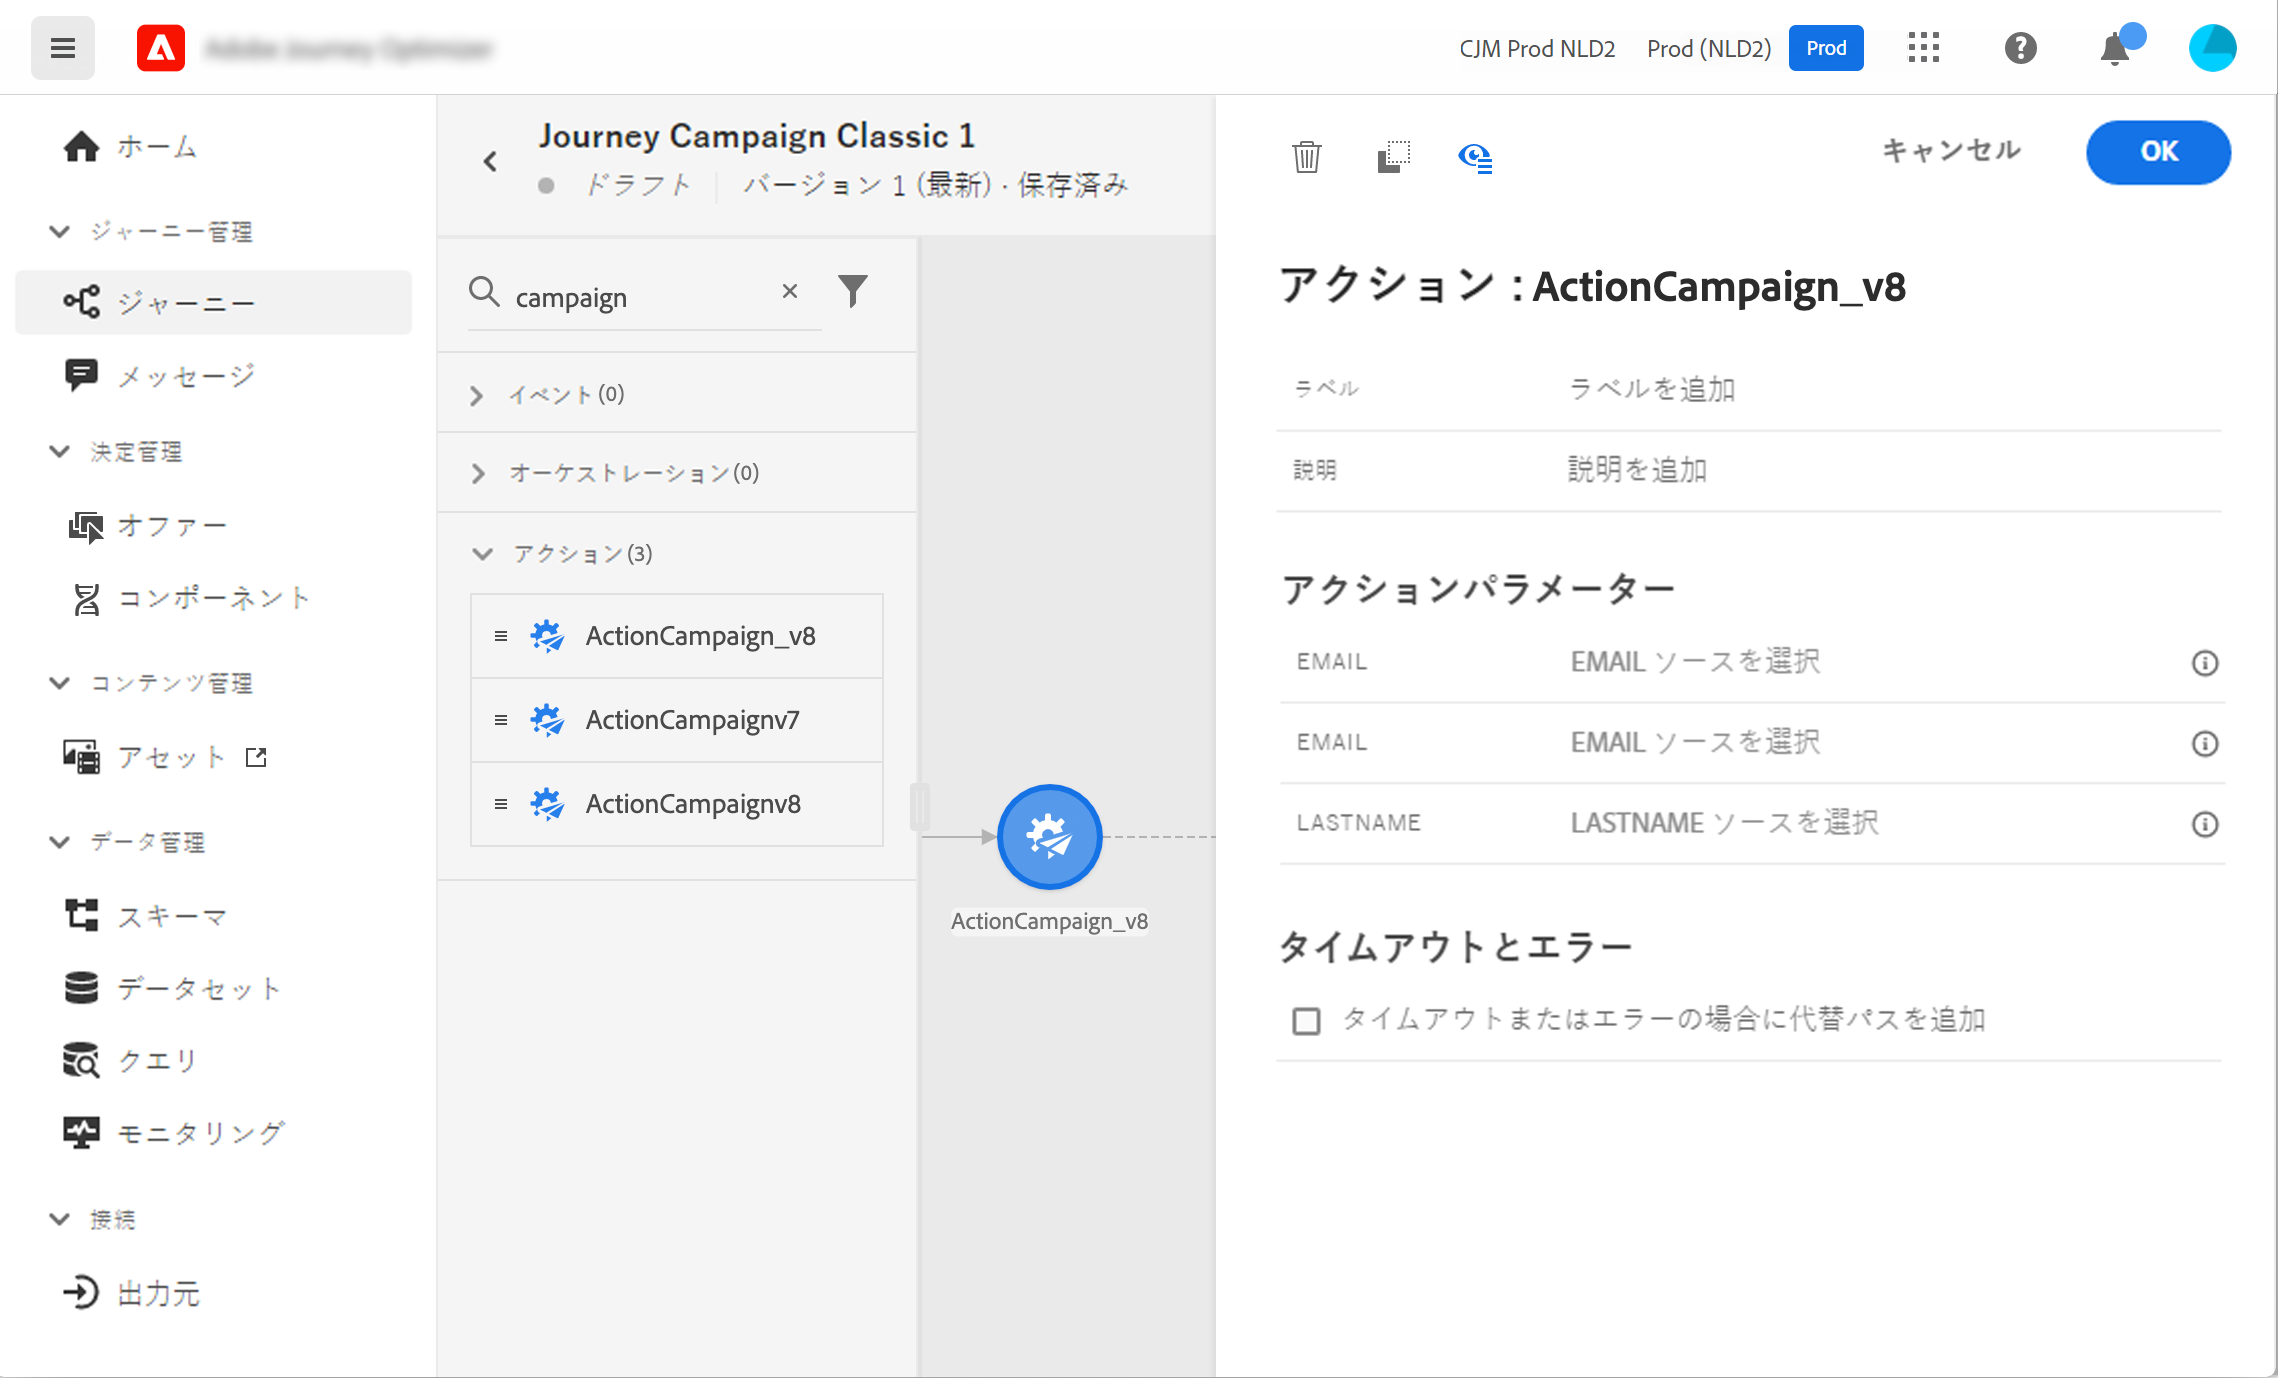 Adobe Journey Optimizer
CJM Prod NLD2
Prod (NLD2)
Prod
ホーム
ジャーニー管理
ジャーニー
メッセージ
決定管理
オファー
コンポーネント
コンテンツ管理
アセット
データ管理
スキーマ
データセット
クエリ
モニタリング
接続
出力元
Journey Campaign Classic 1
ドラフト
バージョン 1 (最新) · 保存済み
campaign
イベント (0)
オーケストレーション (0)
アクション (3)
ActionCampaign_v8
ActionCampaignv7
ActionCampaignv8
ActionCampaign_v8
キャンセル
OK
アクション : ActionCampaign_v8
ラベル ラベルを追加
説明 説明を追加
アクションパラメーター
EMAIL EMAIL ソースを選択
EMAIL EMAIL ソースを選択
LASTNAME LASTNAME ソースを選択
タイムアウトとエラー
タイムアウトまたはエラーの場合に代替パスを追加